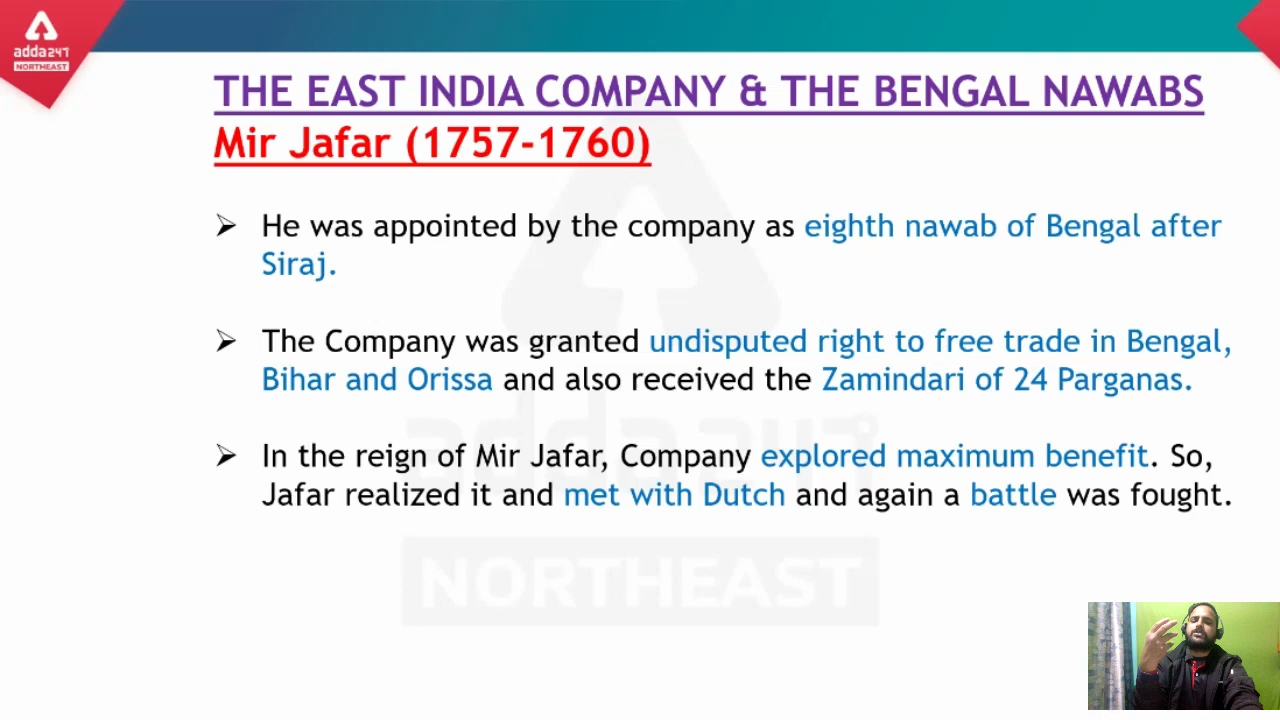 adda247
NORTHEAST
THE EAST INDIA COMPANY & THE BENGAL NAWABS
Mir Jafar (1757-1760)
➢ He was appointed by the company as eighth nawab of Bengal after
Siraj.
➢ The Company was granted undisputed right to free trade in Bengal,
Bihar and Orissa and also received the Zamindari of 24 Parganas.
➢ In the reign of Mir Jafar, Company explored maximum benefit. So,
Jafar realized it and met with Dutch and again a battle was fought.
adda247
NORTHEAST